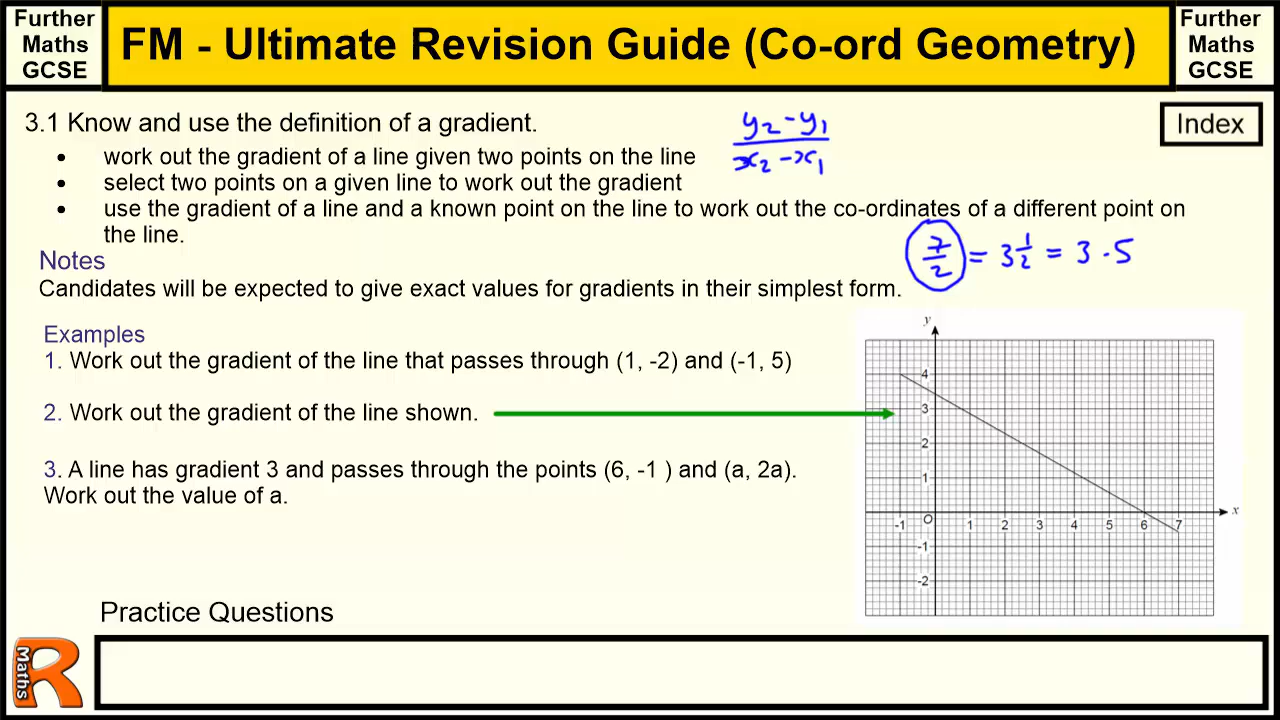 Further
Maths
GCSE
FM - Ultimate Revision Guide (Co-ord Geometry)
Further
Maths
GCSE
3.1 Know and use the definition of a gradient.
y₂ - y₁
x₂ - x₁
Index
• work out the gradient of a line given two points on the line
• select two points on a given line to work out the gradient
• use the gradient of a line and a known point on the line to work out the co-ordinates of a different point on
the line.
7/2 = 3 1/2 = 3·5
Notes
Candidates will be expected to give exact values for gradients in their simplest form.
Examples
1. Work out the gradient of the line that passes through (1, -2) and (-1, 5)
2. Work out the gradient of the line shown.
3. A line has gradient 3 and passes through the points (6, -1 ) and (a, 2a).
Work out the value of a.
y
4
3
2
1
-1 O 1 2 3 4 5 6 7 x
-1
-2
Practice Questions
R
Maths